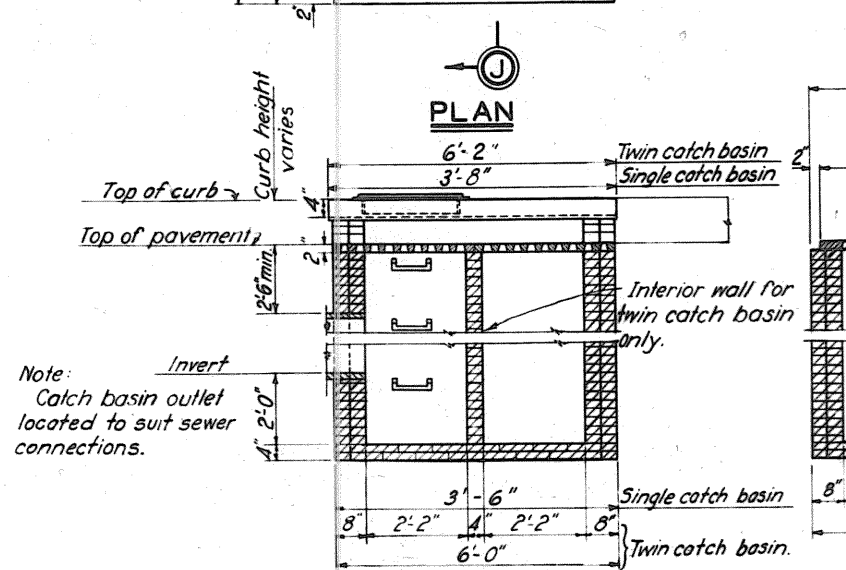 2"
J
PLAN
Curb height
varies
6'-2" Twin catch basin
3'-8" Single catch basin
2"
Top of curb
4"
Top of pavement
2"
2'-6" min.
Interior wall for
twin catch basin
only.
Invert
Note:
Catch basin outlet
located to suit sewer
connections.
2'-0"
4"
3'-6" Single catch basin
8" 2'-2" 4" 2'-2" 8"
6'-0" Twin catch basin.
8"